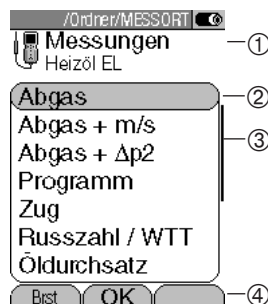 /Ordner/MESSORT
Messungen
Heizöl EL
①
Abgas
②
Abgas + m/s
③
Abgas + Δp2
Programm
Zug
Russzahl / WTT
Öldurchsatz
Brst
OK
④